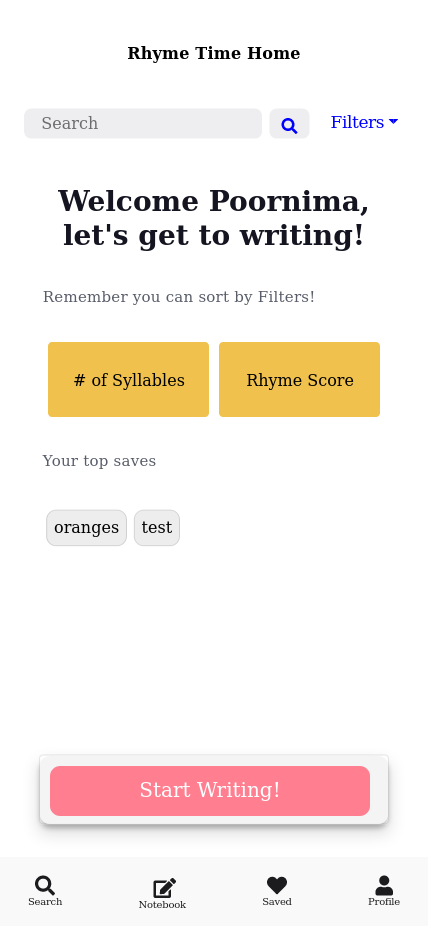 Rhyme Time Home
Search
Filters
Welcome Poornima,
let's get to writing!
Remember you can sort by Filters!
# of Syllables
Rhyme Score
Your top saves
oranges
test
Start Writing!
Search
Notebook
Saved
Profile